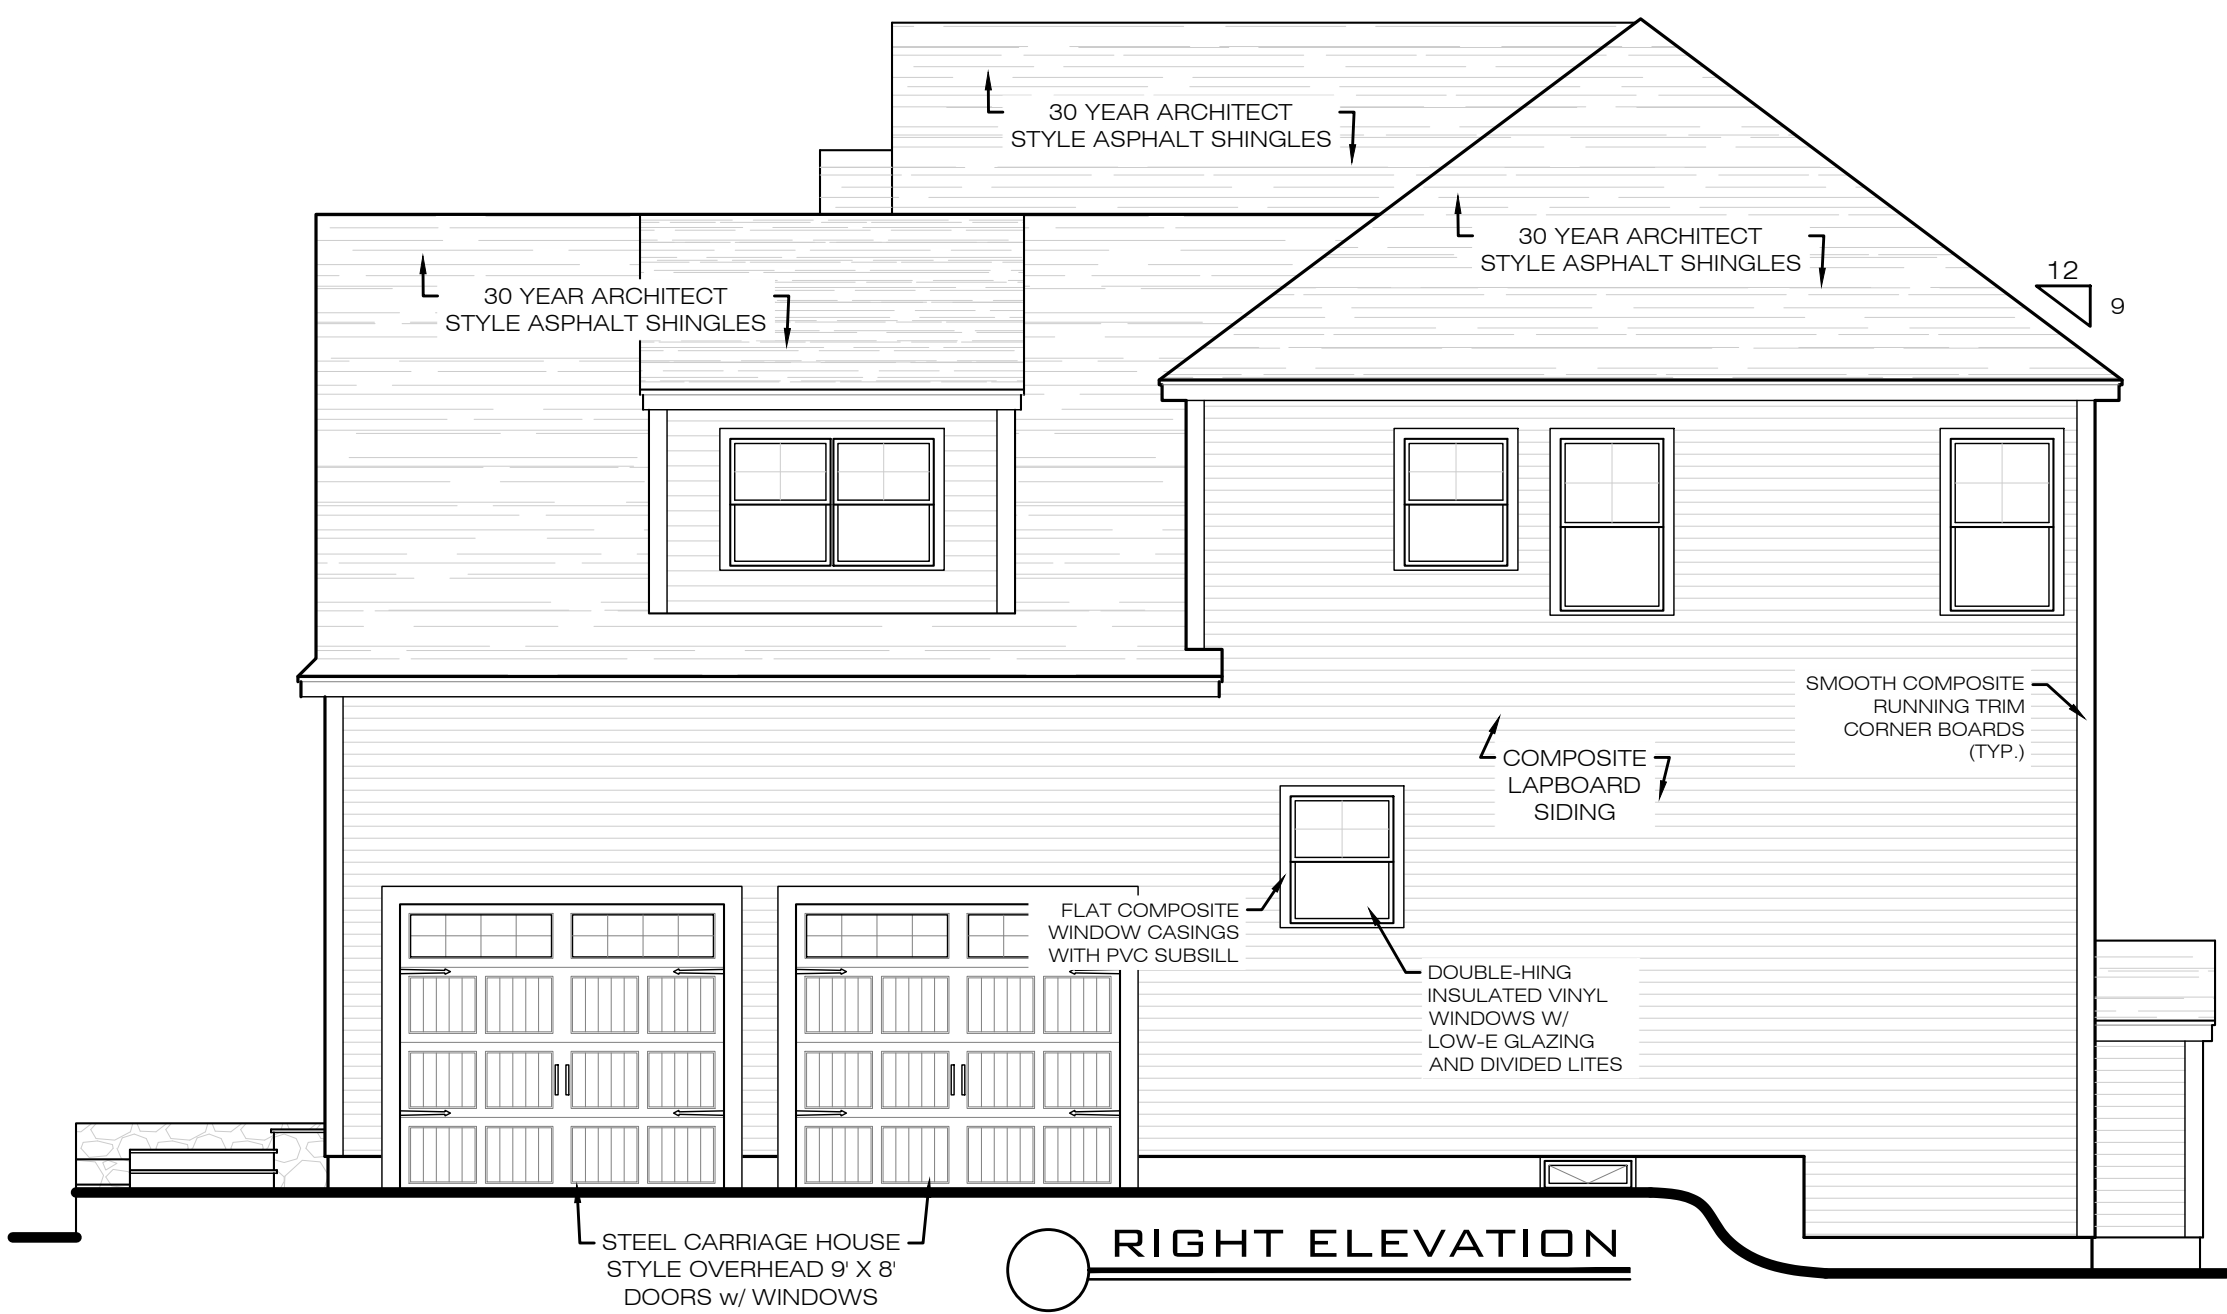 30 YEAR ARCHITECT
STYLE ASPHALT SHINGLES
30 YEAR ARCHITECT
STYLE ASPHALT SHINGLES
12
9
30 YEAR ARCHITECT
STYLE ASPHALT SHINGLES
SMOOTH COMPOSITE
RUNNING TRIM
CORNER BOARDS
(TYP.)
COMPOSITE
LAPBOARD
SIDING
FLAT COMPOSITE
WINDOW CASINGS
WITH PVC SUBSILL
DOUBLE-HING
INSULATED VINYL
WINDOWS W/
LOW-E GLAZING
AND DIVIDED LITES
STEEL CARRIAGE HOUSE
STYLE OVERHEAD 9' X 8'
DOORS w/ WINDOWS
RIGHT ELEVATION